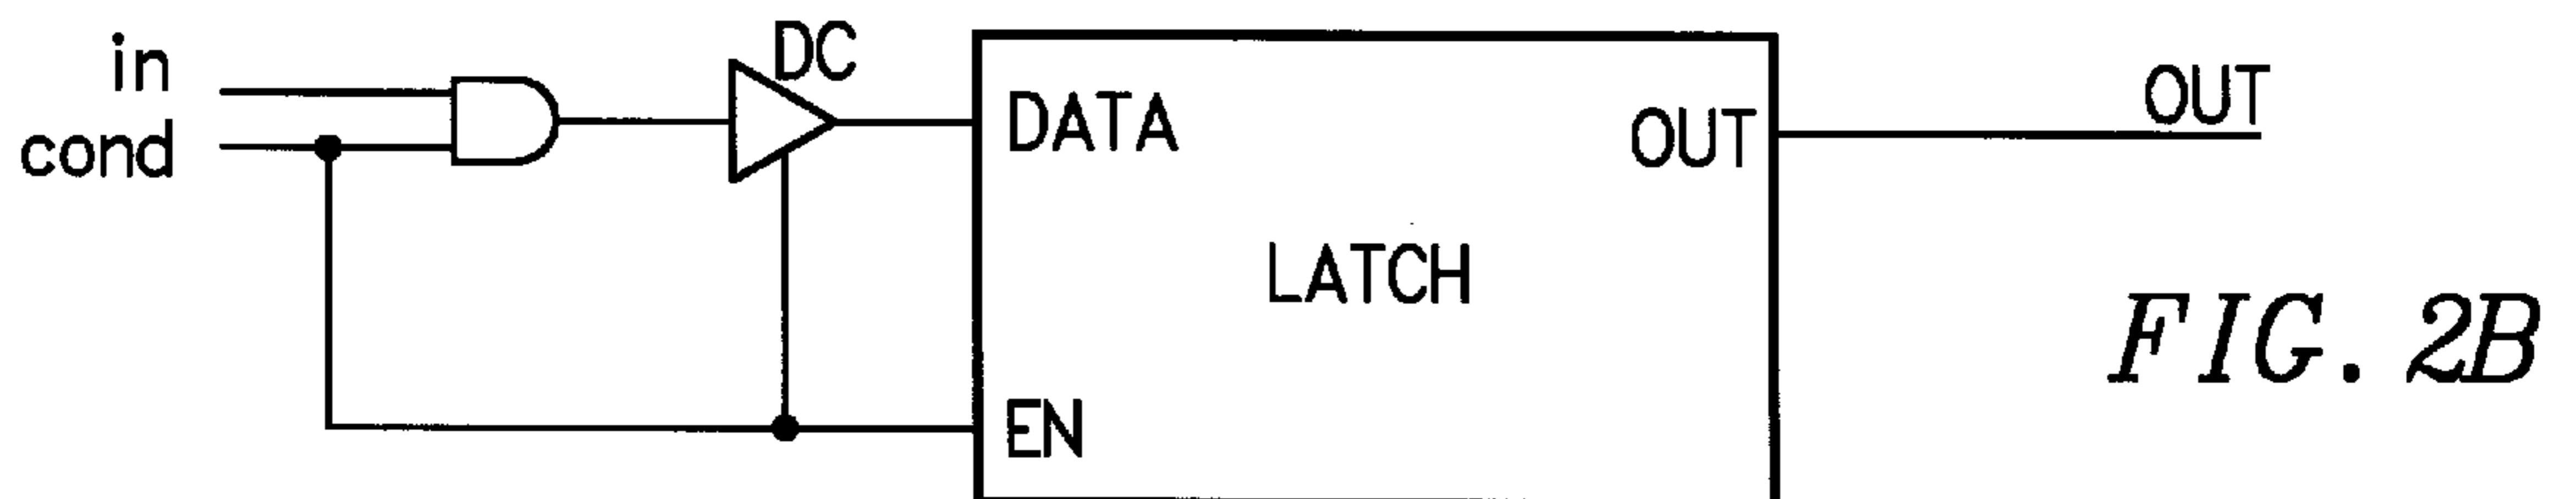 in
cond
DC
DATA
OUT
OUT
LATCH
EN
FIG. 2B